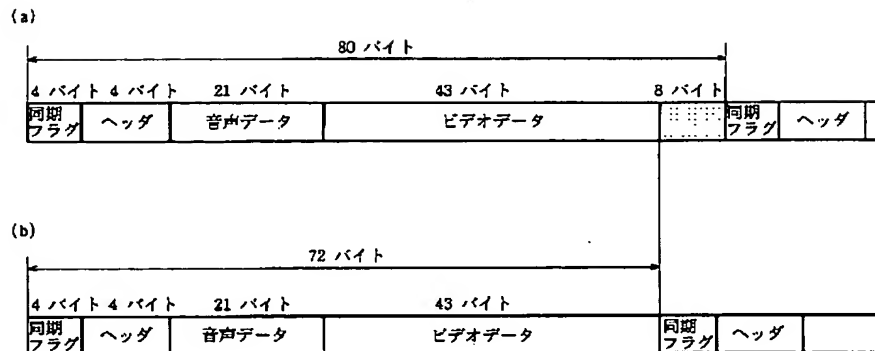 (a)
80 バイト
4 バイト 4 バイト 21 バイト 43 バイト 8 バイト
同期フラグ ヘッダ 音声データ ビデオデータ 同期フラグ ヘッダ
(b)
72 バイト
4 バイト 4 バイト 21 バイト 43 バイト
同期フラグ ヘッダ 音声データ ビデオデータ 同期フラグ ヘッダ